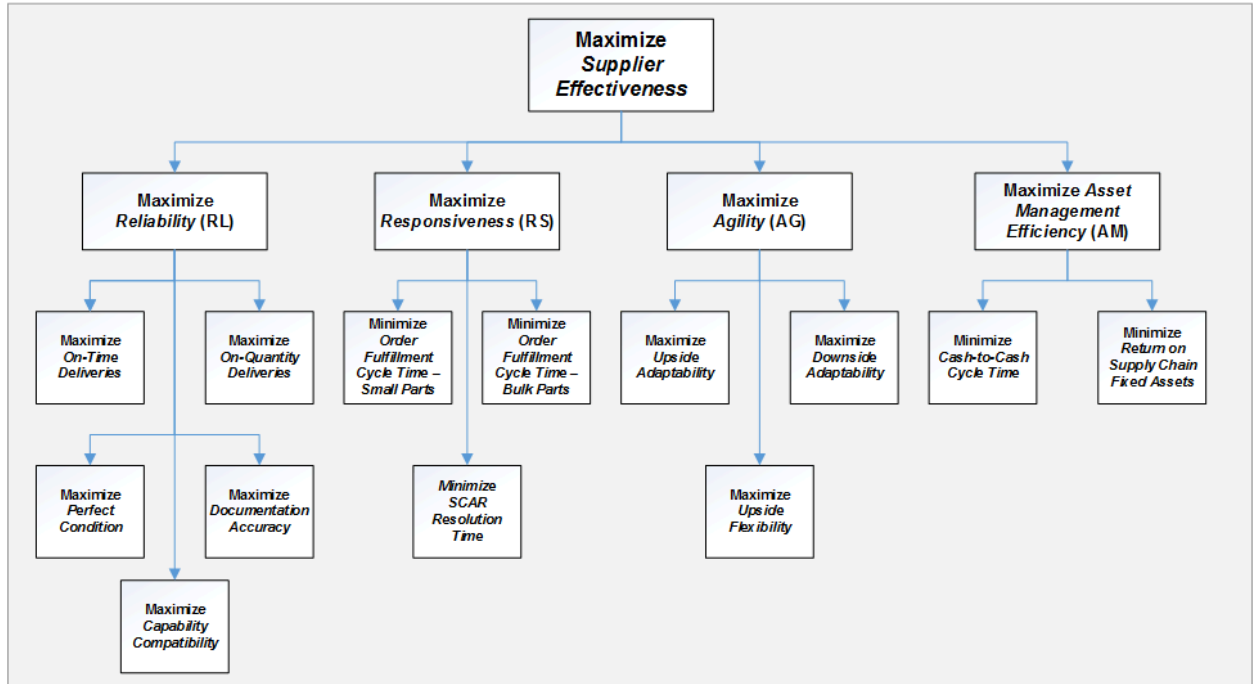 Maximize
Supplier
Effectiveness
Maximize
Reliability (RL)
Maximize
Responsiveness (RS)
Maximize
Agility (AG)
Maximize Asset
Management
Efficiency (AM)
Maximize
On-Time
Deliveries
Maximize
On-Quantity
Deliveries
Minimize
Order
Fulfillment
Cycle Time –
Small Parts
Minimize
Order
Fulfillment
Cycle Time –
Bulk Parts
Maximize
Upside
Adaptability
Maximize
Downside
Adaptability
Minimize
Cash-to-Cash
Cycle Time
Minimize
Return on
Supply Chain
Fixed Assets
Maximize
Perfect
Condition
Maximize
Documentation
Accuracy
Minimize
SCAR
Resolution
Time
Maximize
Upside
Flexibility
Maximize
Capability
Compatibility